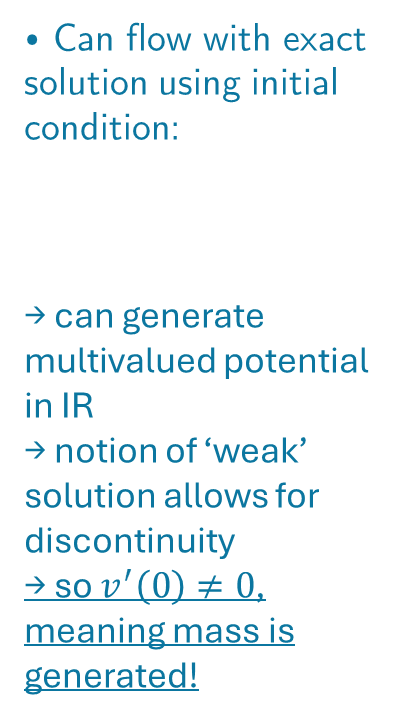 • Can flow with exact
solution using initial
condition:
→ can generate
multivalued potential
in IR
→ notion of ‘weak’
solution allows for
discontinuity
→ so 𝑣′(0) ≠ 0,
meaning mass is
generated!